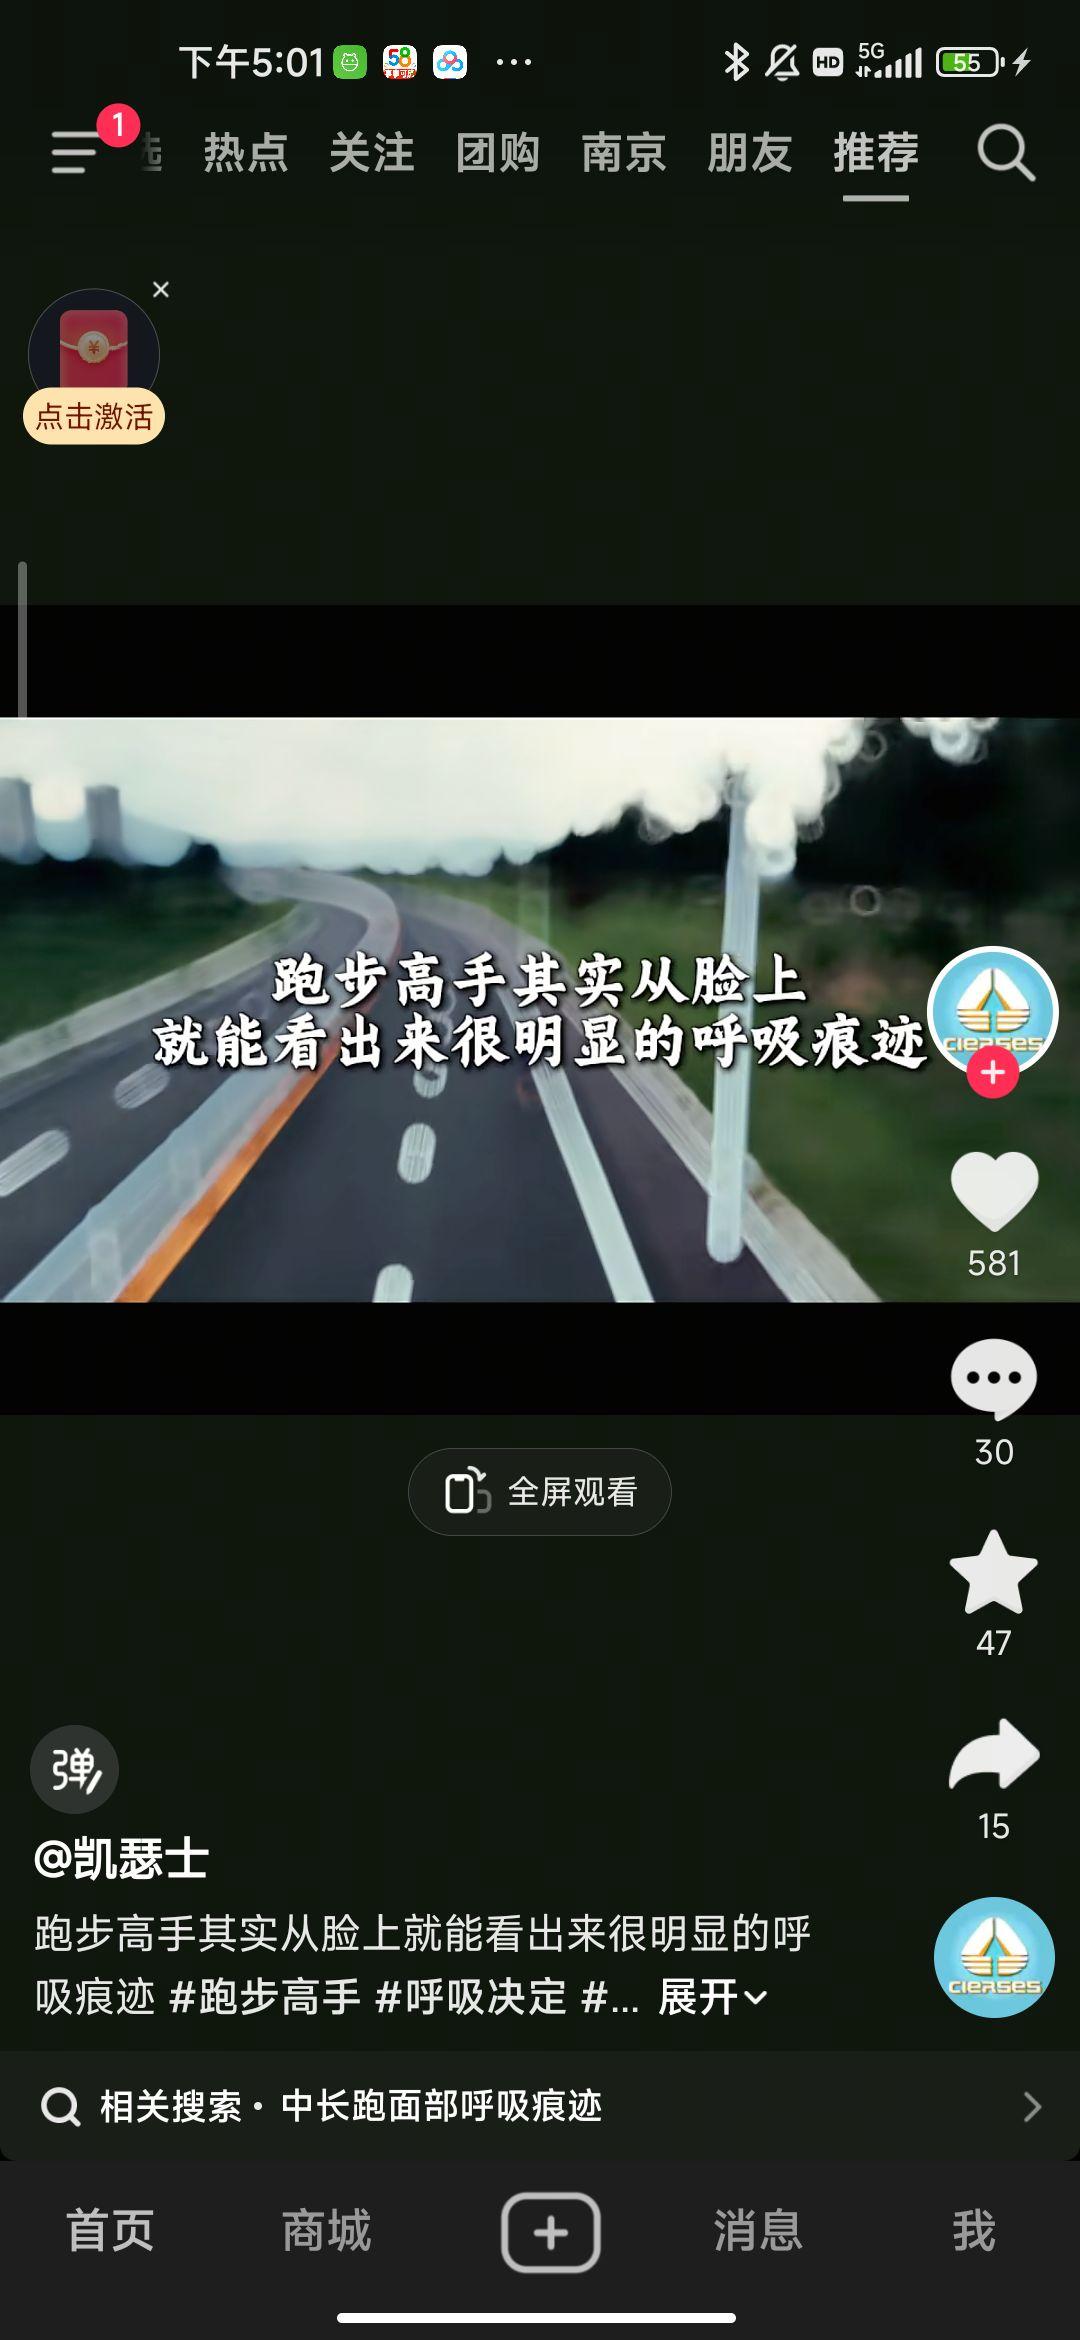 下午5:01
58
HD
5G
55
1
选 热点 关注 团购 南京 朋友 推荐
¥
点击激活
跑步高手其实从脸上
就能看出来很明显的呼吸痕迹
CIERSES
581
30
全屏观看
47
15
弹
@凯瑟士
跑步高手其实从脸上就能看出来很明显的呼
吸痕迹 #跑步高手 #呼吸决定 #... 展开
CIERSES
相关搜索·中长跑面部呼吸痕迹
首页 商城 消息 我